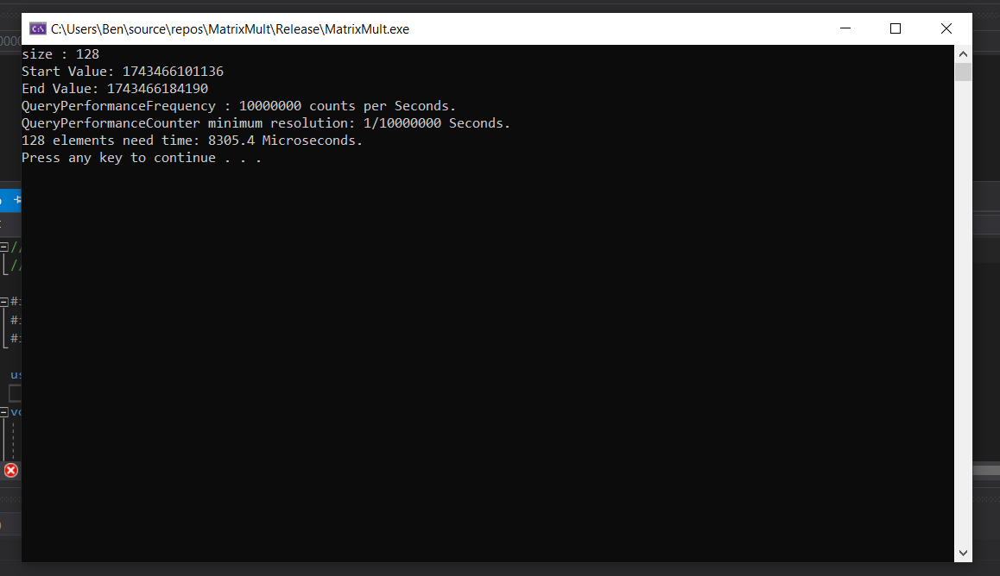 C:\Users\Ben\source\repos\MatrixMult\Release\MatrixMult.exe
size : 128
Start Value: 1743466101136
End Value: 1743466184190
QueryPerformanceFrequency : 10000000 counts per Seconds.
QueryPerformanceCounter minimum resolution: 1/10000000 Seconds.
128 elements need time: 8305.4 Microseconds.
Press any key to continue . . .